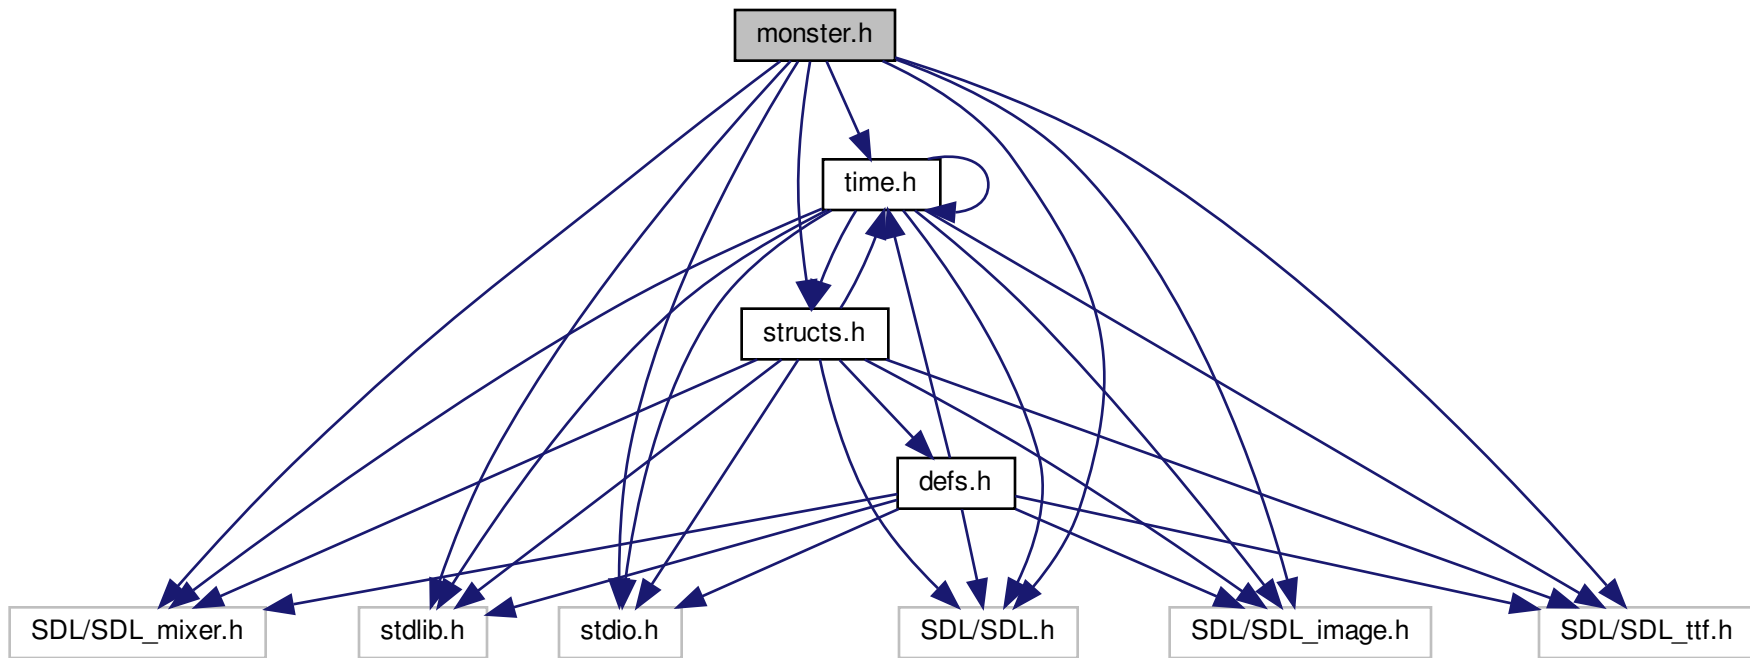 monster.h
time.h
structs.h
defs.h
SDL/SDL_mixer.h
stdlib.h
stdio.h
SDL/SDL.h
SDL/SDL_image.h
SDL/SDL_ttf.h